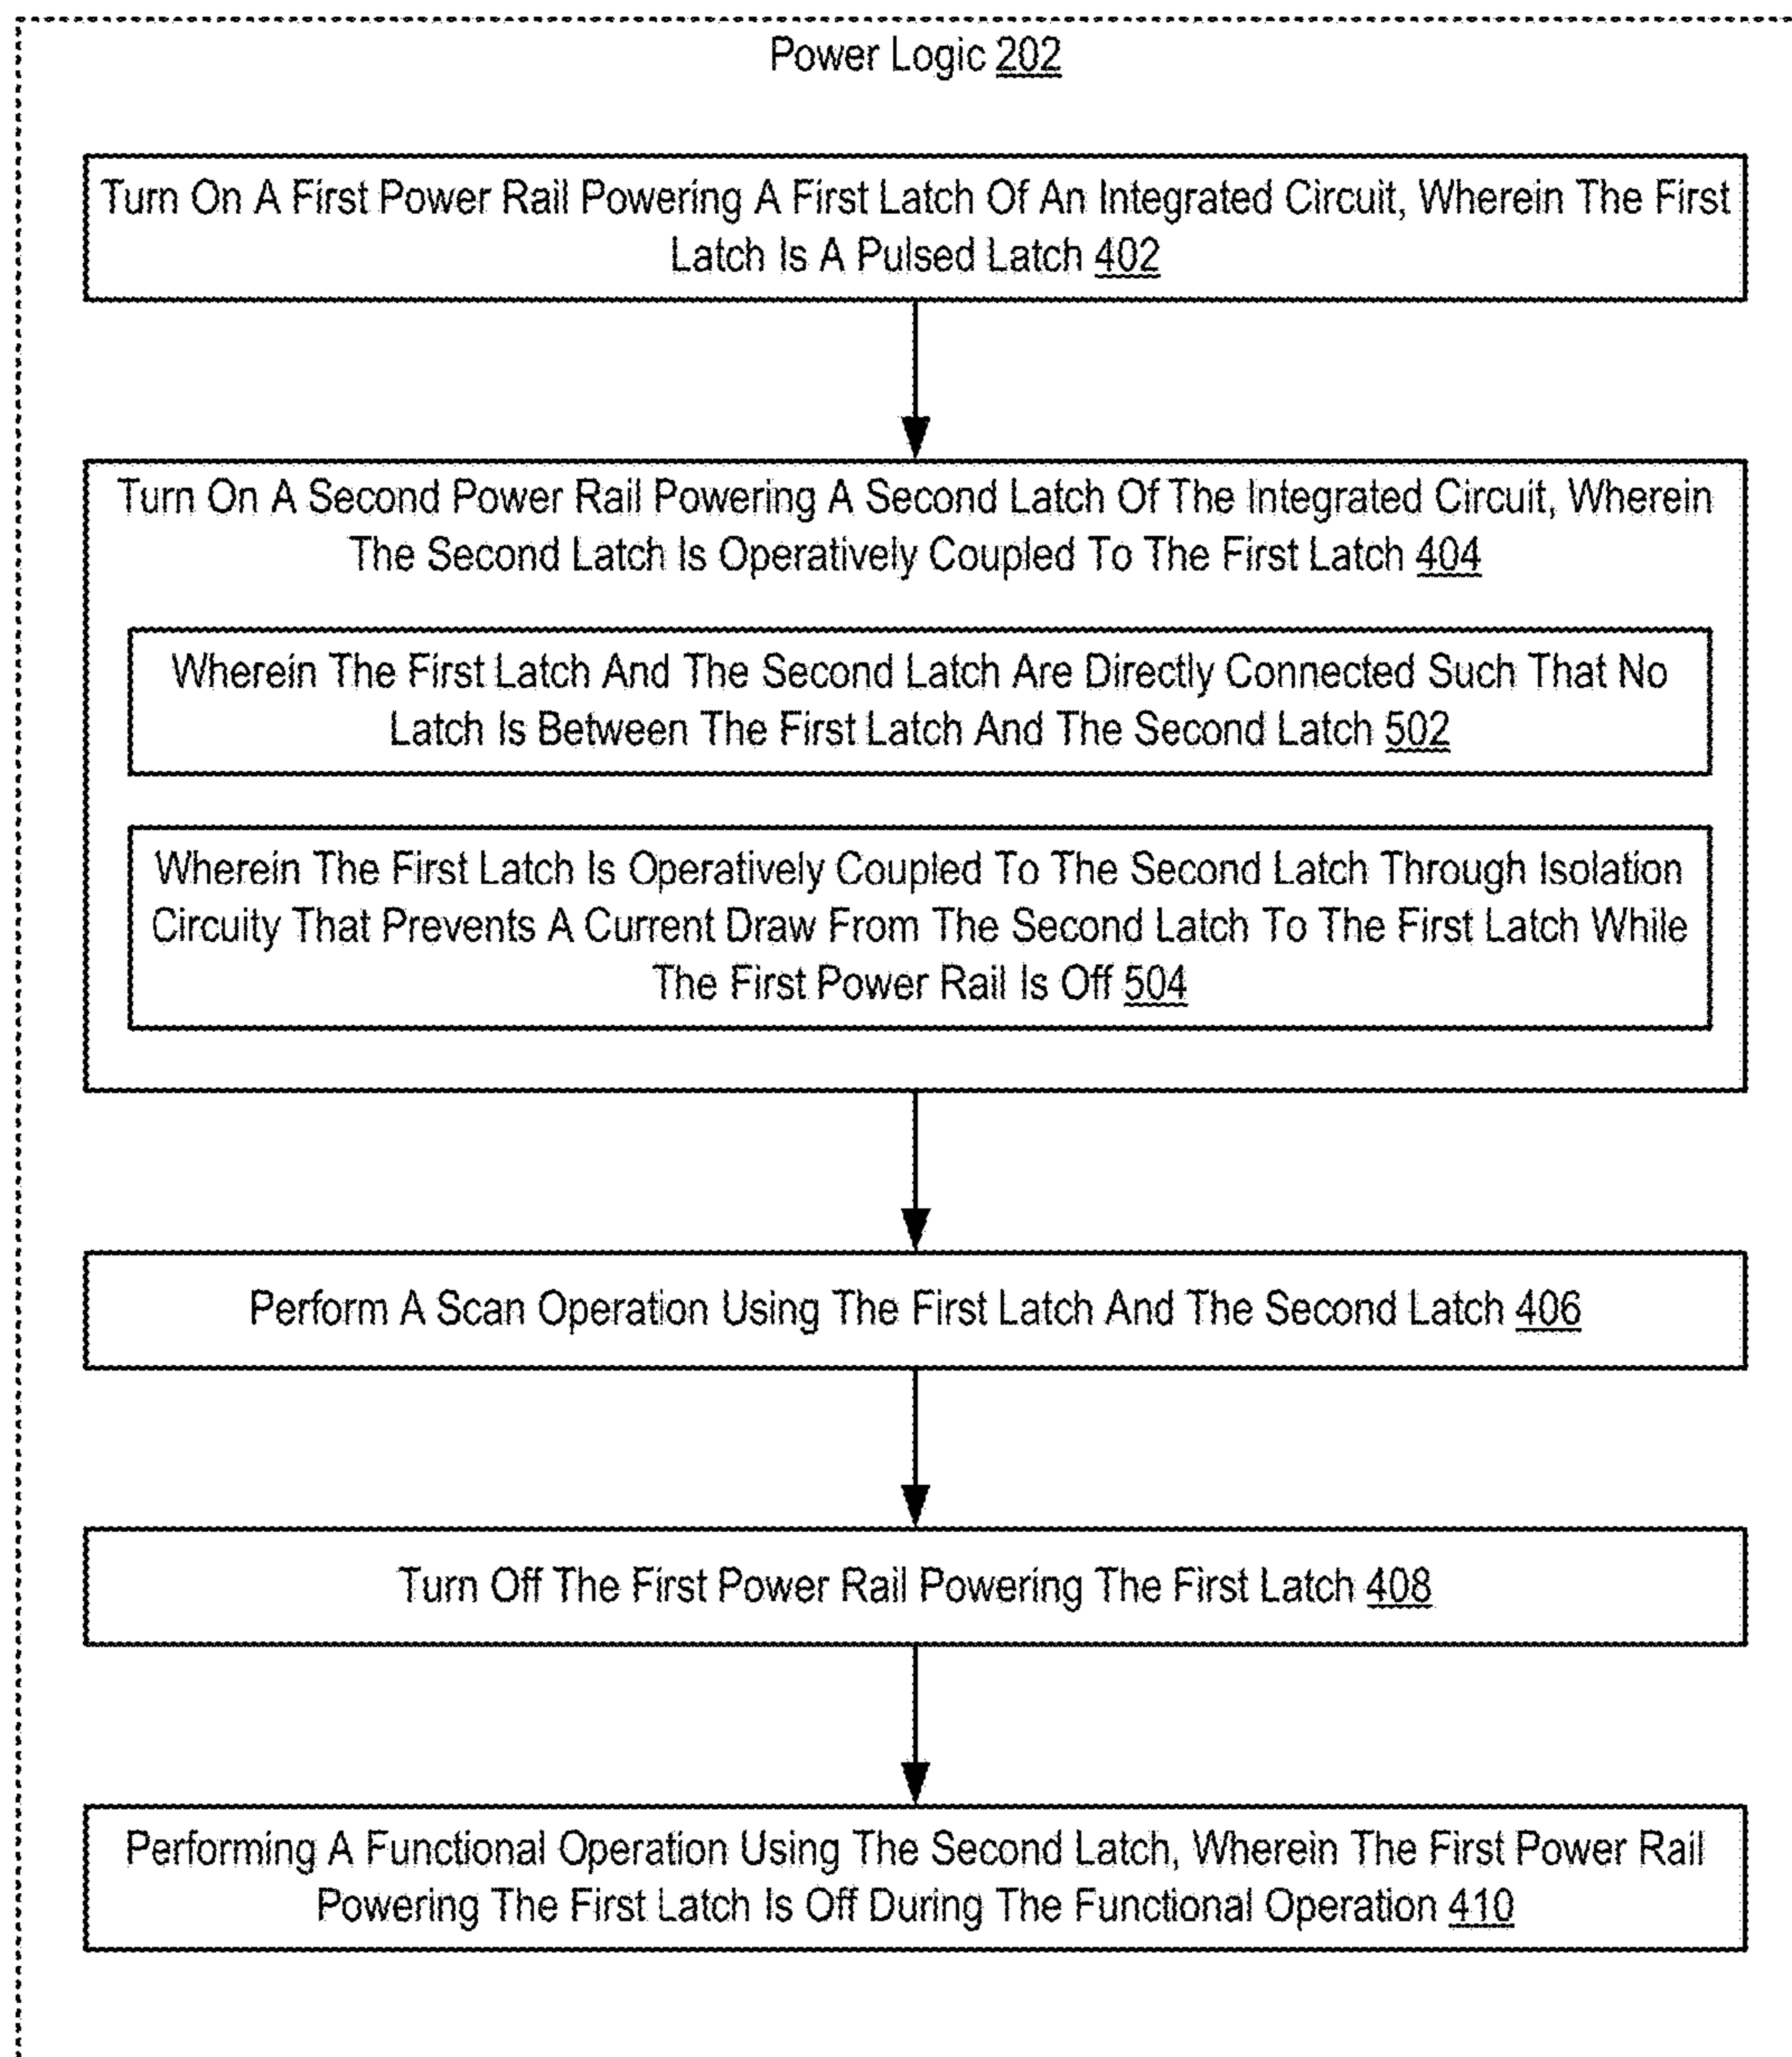 Power Logic 202
Turn On A First Power Rail Powering A First Latch Of An Integrated Circuit, Wherein The First
Latch Is A Pulsed Latch 402
Turn On A Second Power Rail Powering A Second Latch Of The Integrated Circuit, Wherein
The Second Latch Is Operatively Coupled To The First Latch 404
Wherein The First Latch And The Second Latch Are Directly Connected Such That No
Latch Is Between The First Latch And The Second Latch 502
Wherein The First Latch Is Operatively Coupled To The Second Latch Through Isolation
Circuity That Prevents A Current Draw From The Second Latch To The First Latch While
The First Power Rail Is Off 504
Perform A Scan Operation Using The First Latch And The Second Latch 406
Turn Off The First Power Rail Powering The First Latch 408
Performing A Functional Operation Using The Second Latch, Wherein The First Power Rail
Powering The First Latch Is Off During The Functional Operation 410